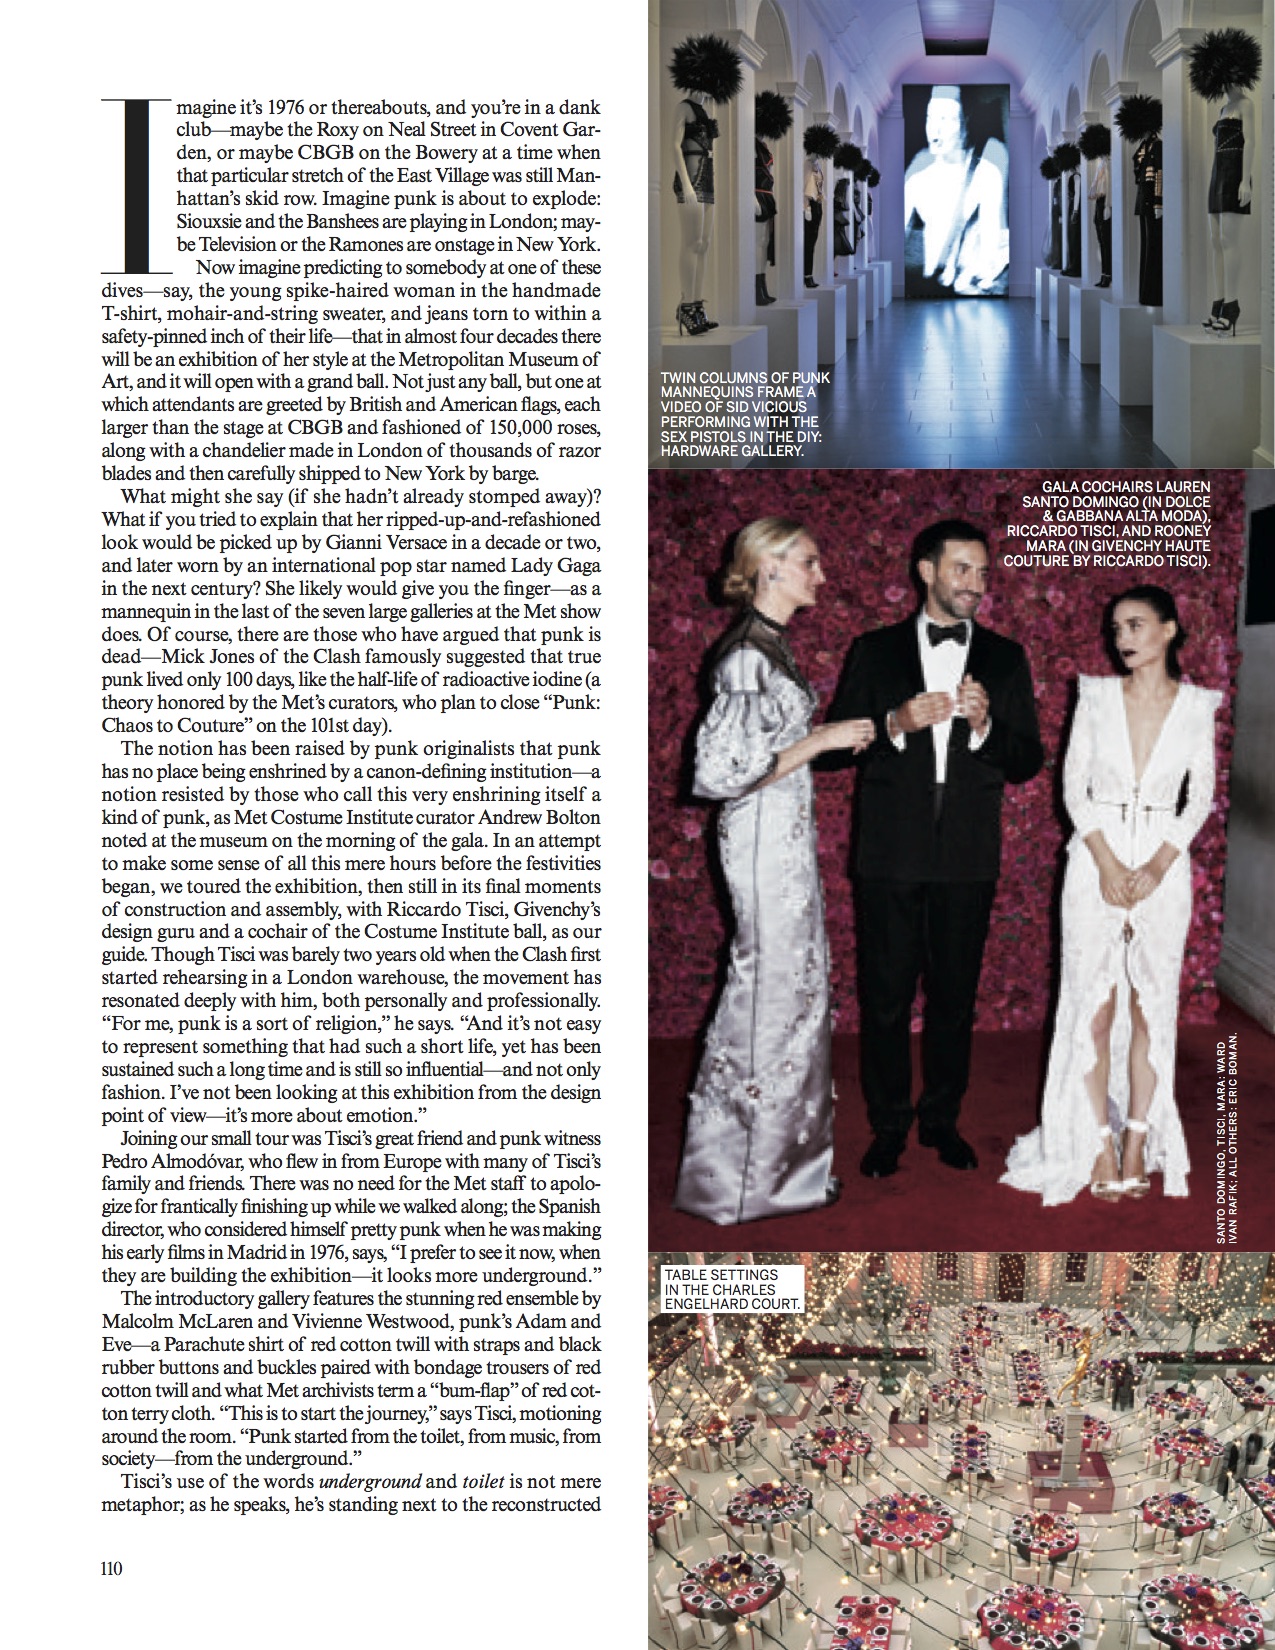 Imagine it’s 1976 or thereabouts, and you’re in a dank
club—maybe the Roxy on Neal Street in Covent Gar-
den, or maybe CBGB on the Bowery at a time when
that particular stretch of the East Village was still Man-
hattan’s skid row. Imagine punk is about to explode:
Siouxsie and the Banshees are playing in London; may-
be Television or the Ramones are onstage in New York.
Now imagine predicting to somebody at one of these
dives—say, the young spike-haired woman in the handmade
T-shirt, mohair-and-string sweater, and jeans torn to within a
safety-pinned inch of their life—that in almost four decades there
will be an exhibition of her style at the Metropolitan Museum of
Art, and it will open with a grand ball. Not just any ball, but one at
which attendants are greeted by British and American flags, each
larger than the stage at CBGB and fashioned of 150,000 roses,
along with a chandelier made in London of thousands of razor
blades and then carefully shipped to New York by barge.
What might she say (if she hadn’t already stomped away)?
What if you tried to explain that her ripped-up-and-refashioned
look would be picked up by Gianni Versace in a decade or two,
and later worn by an international pop star named Lady Gaga
in the next century? She likely would give you the finger—as a
mannequin in the last of the seven large galleries at the Met show
does. Of course, there are those who have argued that punk is
dead—Mick Jones of the Clash famously suggested that true
punk lived only 100 days, like the half-life of radioactive iodine (a
theory honored by the Met’s curators, who plan to close “Punk:
Chaos to Couture” on the 101st day).
The notion has been raised by punk originalists that punk
has no place being enshrined by a canon-defining institution—a
notion resisted by those who call this very enshrining itself a
kind of punk, as Met Costume Institute curator Andrew Bolton
noted at the museum on the morning of the gala. In an attempt
to make some sense of all this mere hours before the festivities
began, we toured the exhibition, then still in its final moments
of construction and assembly, with Riccardo Tisci, Givenchy’s
design guru and a cochair of the Costume Institute ball, as our
guide. Though Tisci was barely two years old when the Clash first
started rehearsing in a London warehouse, the movement has
resonated deeply with him, both personally and professionally.
“For me, punk is a sort of religion,” he says. “And it’s not easy
to represent something that had such a short life, yet has been
sustained such a long time and is still so influential—and not only
fashion. I’ve not been looking at this exhibition from the design
point of view—it’s more about emotion.”
Joining our small tour was Tisci’s great friend and punk witness
Pedro Almodóvar, who flew in from Europe with many of Tisci’s
family and friends. There was no need for the Met staff to apolo-
gize for frantically finishing up while we walked along; the Spanish
director, who considered himself pretty punk when he was making
his early films in Madrid in 1976, says, “I prefer to see it now, when
they are building the exhibition—it looks more underground.”
The introductory gallery features the stunning red ensemble by
Malcolm McLaren and Vivienne Westwood, punk’s Adam and
Eve—a Parachute shirt of red cotton twill with straps and black
rubber buttons and buckles paired with bondage trousers of red
cotton twill and what Met archivists term a “bum-flap” of red cot-
ton terry cloth. “This is to start the journey,” says Tisci, motioning
around the room. “Punk started from the toilet, from music, from
society—from the underground.”
Tisci’s use of the words underground and toilet is not mere
metaphor; as he speaks, he’s standing next to the reconstructed
110
TWIN COLUMNS OF PUNK
MANNEQUINS FRAME A
VIDEO OF SID VICIOUS
PERFORMING WITH THE
SEX PISTOLS IN THE DIY:
HARDWARE GALLERY.
GALA COCHAIRS LAUREN
SANTO DOMINGO (IN DOLCE
& GABBANA ALTA MODA),
RICCARDO TISCI, AND ROONEY
MARA (IN GIVENCHY HAUTE
COUTURE BY RICCARDO TISCI).
SANTO DOMINGO, TISCI, MARA: WARD
IVAN RAFIK; ALL OTHERS: ERIC BOMAN.
TABLE SETTINGS
IN THE CHARLES
ENGELHARD COURT.